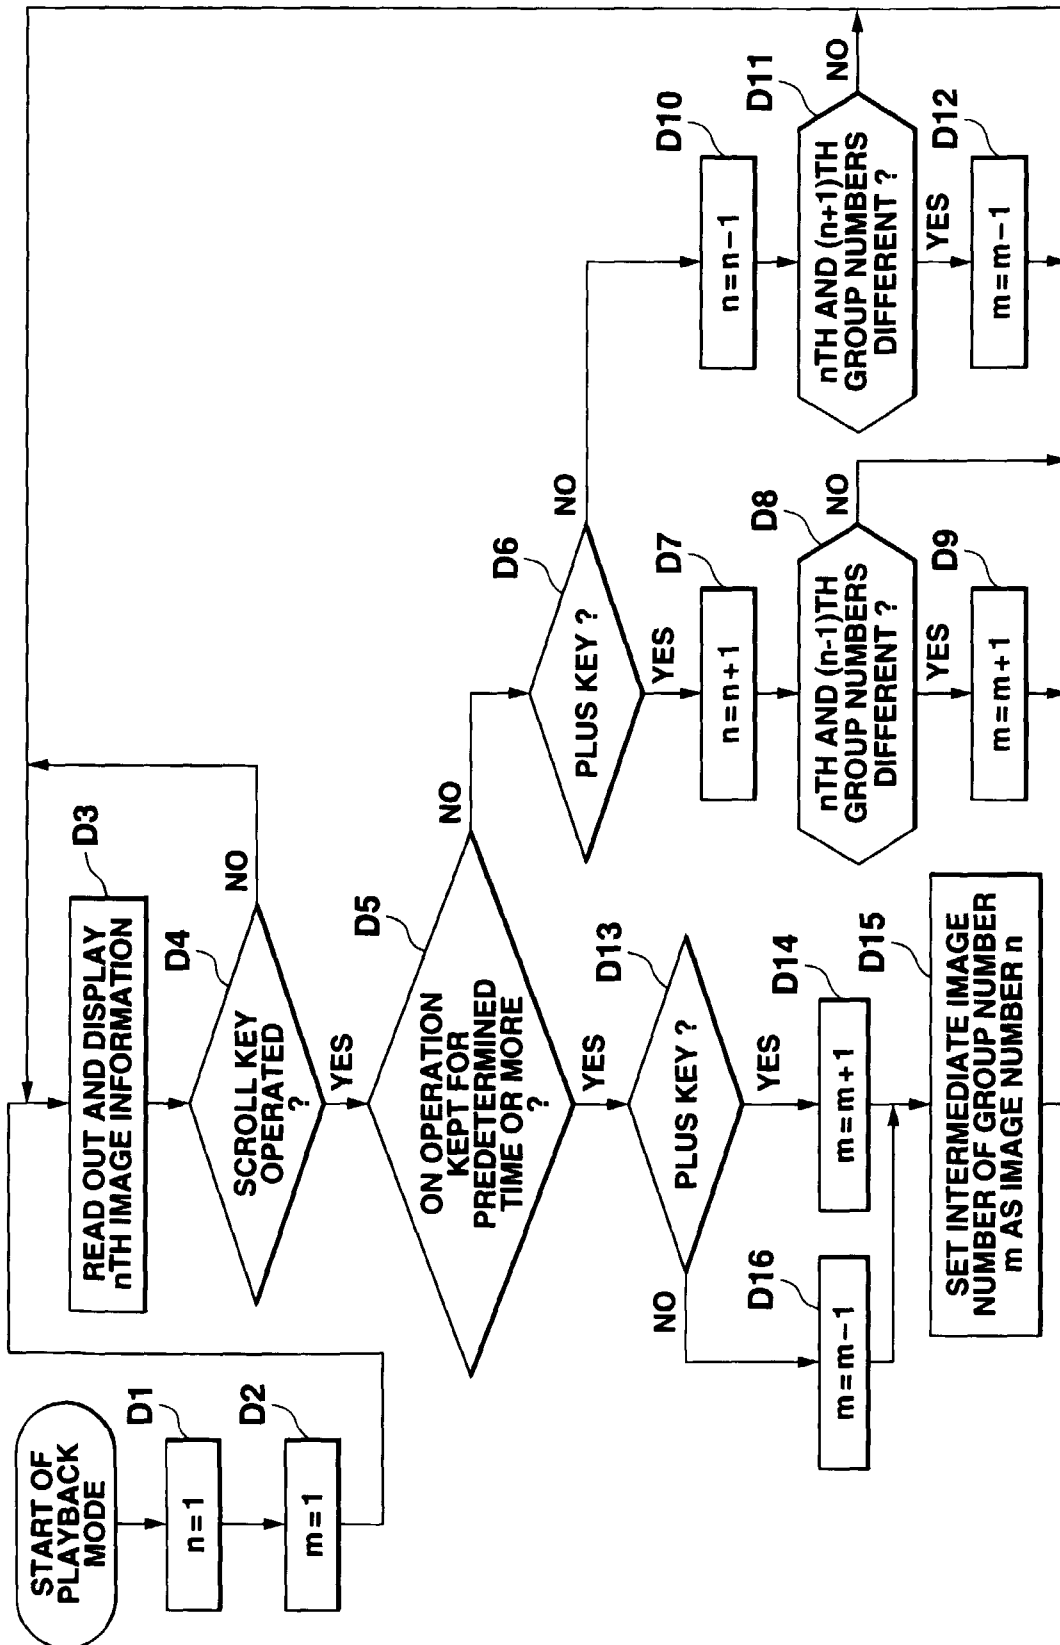 START OF
PLAYBACK
MODE
D1
n=1
D2
m=1
D3
READ OUT AND DISPLAY
nTH IMAGE INFORMATION
D4
SCROLL KEY
OPERATED
?
NO
YES
D5
ON OPERATION
KEPT FOR
PREDETERMINED
TIME OR MORE
?
NO
YES
D6
PLUS KEY ?
NO
YES
D7
n=n+1
D8
nTH AND (n-1)TH
GROUP NUMBERS
DIFFERENT ?
NO
YES
D9
m=m+1
D10
n=n-1
D11
nTH AND (n+1)TH
GROUP NUMBERS
DIFFERENT ?
NO
YES
D12
m=m-1
D13
PLUS KEY ?
NO
YES
D14
m=m+1
D16
m=m-1
D15
SET INTERMEDIATE IMAGE
NUMBER OF GROUP NUMBER
m AS IMAGE NUMBER n